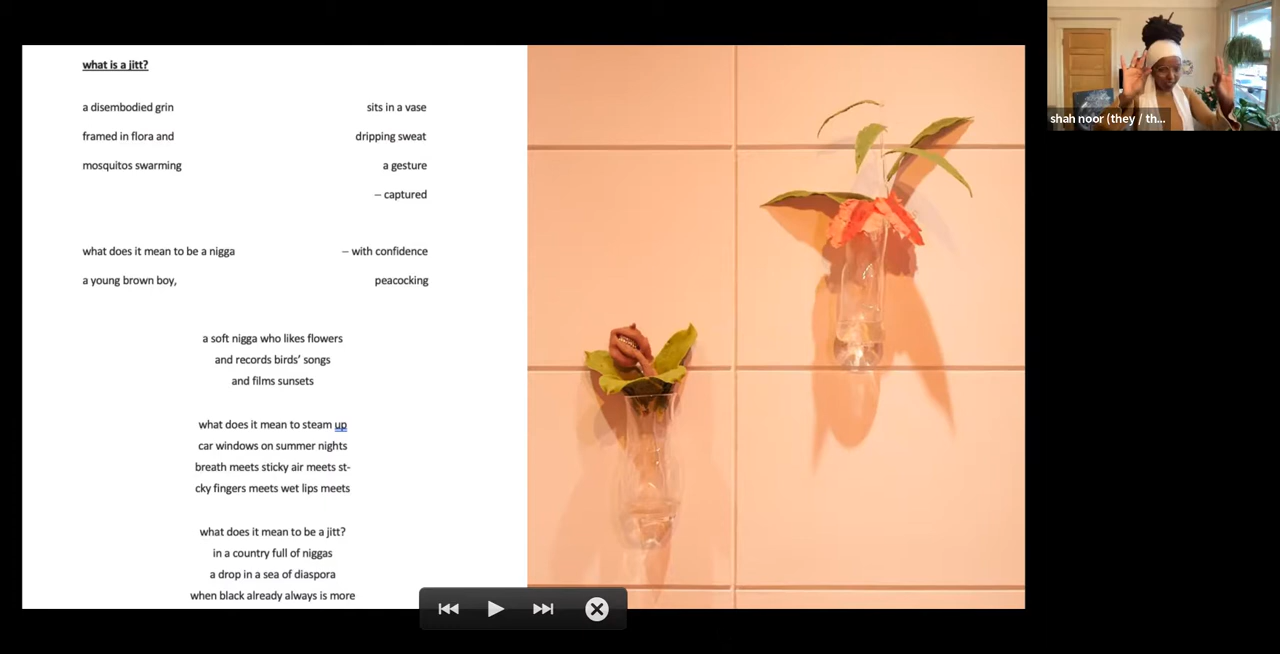 what is a jitt?
a disembodied grin sits in a vase
framed in flora and dripping sweat
mosquitos swarming a gesture
– captured
what does it mean to be a nigga – with confidence
a young brown boy, peacocking
a soft nigga who likes flowers
and records birds' songs
and films sunsets
what does it mean to steam up
car windows on summer nights
breath meets sticky air meets st-
cky fingers meets wet lips meets
what does it mean to be a jitt?
in a country full of niggas
a drop in a sea of diaspora
when black already always is more
shah noor (they / th...